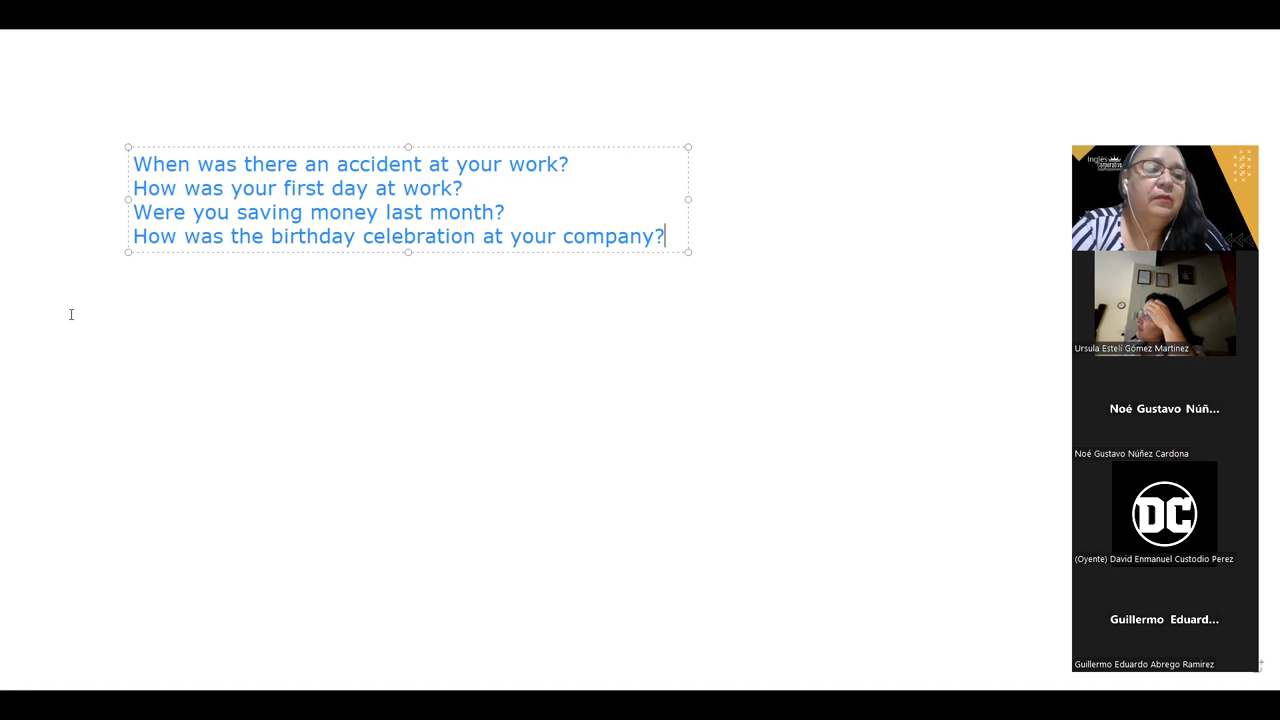 When was there an accident at your work?
How was your first day at work?
Were you saving money last month?
How was the birthday celebration at your company?
Inglés
Corporativo
Ursula Estelí Gómez Martinez
Noé Gustavo Núñ...
Noé Gustavo Núñez Cardona
DC
(Oyente) David Enmanuel Custodio Perez
Guillermo Eduard...
Guillermo Eduardo Abrego Ramirez